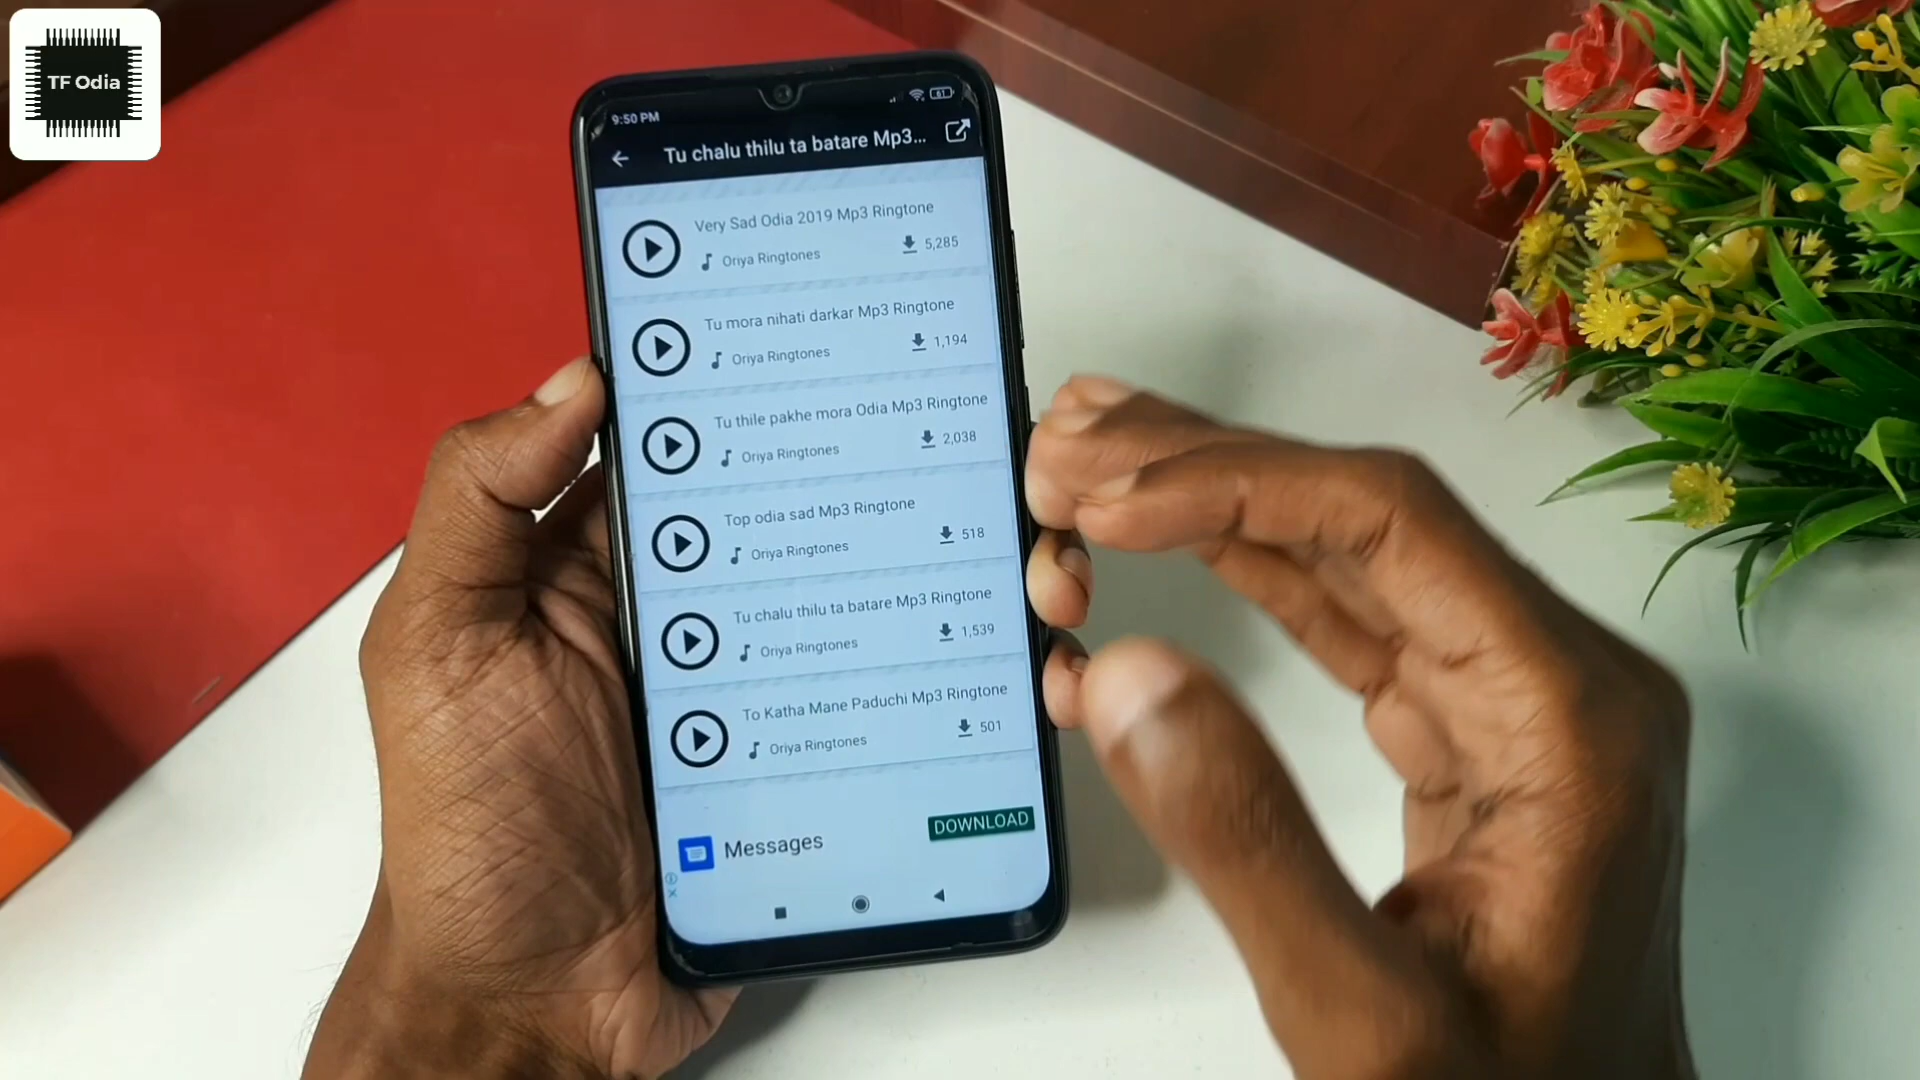 TF Odia
9:50 PM
61
Tu chalu thilu ta batare Mp3...
Very Sad Odia 2019 Mp3 Ringtone
Oriya Ringtones 5,285
Tu mora nihati darkar Mp3 Ringtone
Oriya Ringtones 1,194
Tu thile pakhe mora Odia Mp3 Ringtone
Oriya Ringtones 2,038
Top odia sad Mp3 Ringtone
Oriya Ringtones 518
Tu chalu thilu ta batare Mp3 Ringtone
Oriya Ringtones 1,539
To Katha Mane Paduchi Mp3 Ringtone
Oriya Ringtones 501
Messages DOWNLOAD